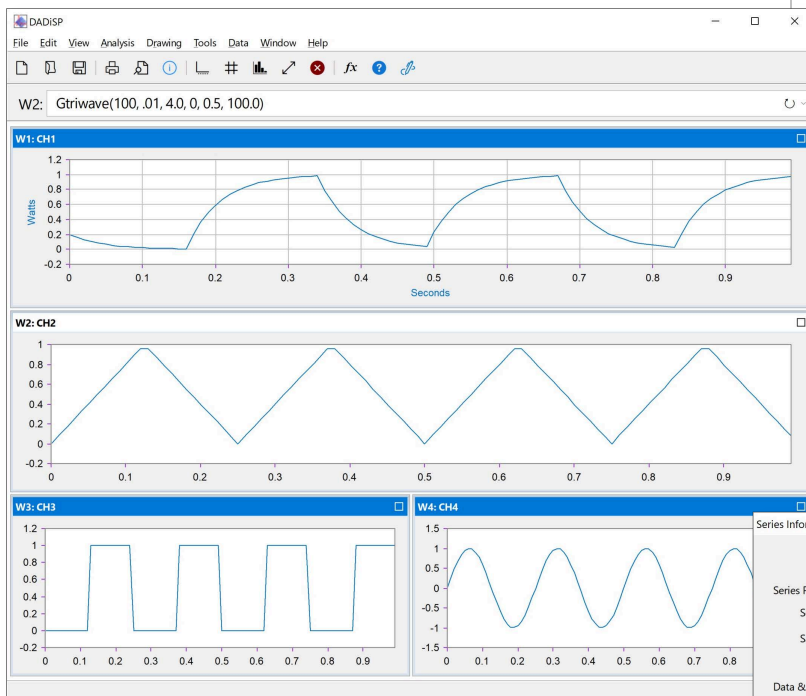 DADiSP
File Edit View Analysis Drawing Tools Data Window Help
fx ?
W2: Gtriwave(100, .01, 4.0, 0, 0.5, 100.0)
W1: CH1
1.2
1
0.8
0.6
0.4
0.2
0
-0.2
Watts
0 0.1 0.2 0.3 0.4 0.5 0.6 0.7 0.8 0.9
Seconds
W2: CH2
1
0.8
0.6
0.4
0.2
0
-0.2
0 0.1 0.2 0.3 0.4 0.5 0.6 0.7 0.8 0.9
W3: CH3
1.2
1
0.8
0.6
0.4
0.2
0
-0.2
0 0.1 0.2 0.3 0.4 0.5 0.6 0.7 0.8 0.9
W4: CH4
1.5
1
0.5
0
-0.5
-1
-1.5
0 0.1 0.2 0.3 0.4 0.5 0.6 0.7 0.8
Series Infor
Series
S
S
Data &